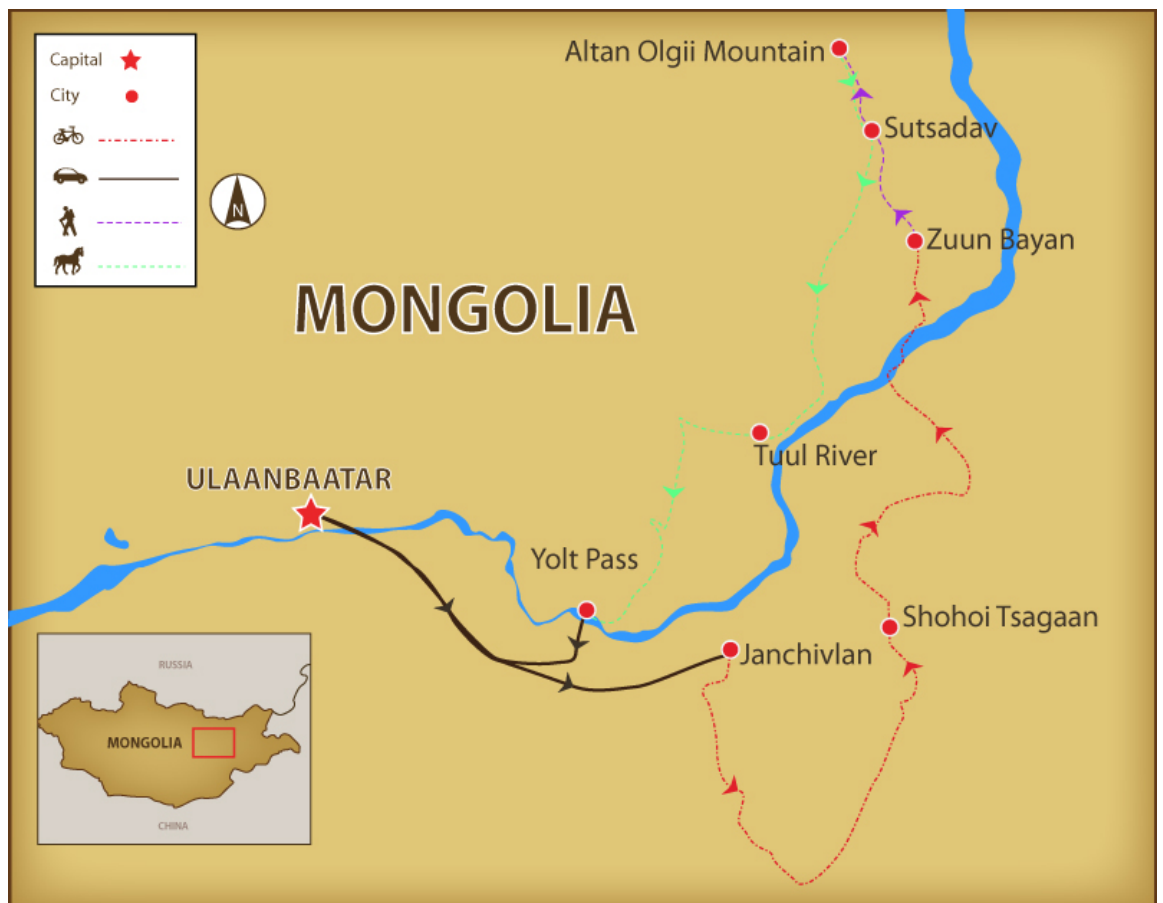 Capital
City
N
MONGOLIA
Altan Olgii Mountain
Sutsadav
Zuun Bayan
Tuul River
ULAANBAATAR
Yolt Pass
Shohoi Tsagaan
Janchivlan
RUSSIA
MONGOLIA
CHINA